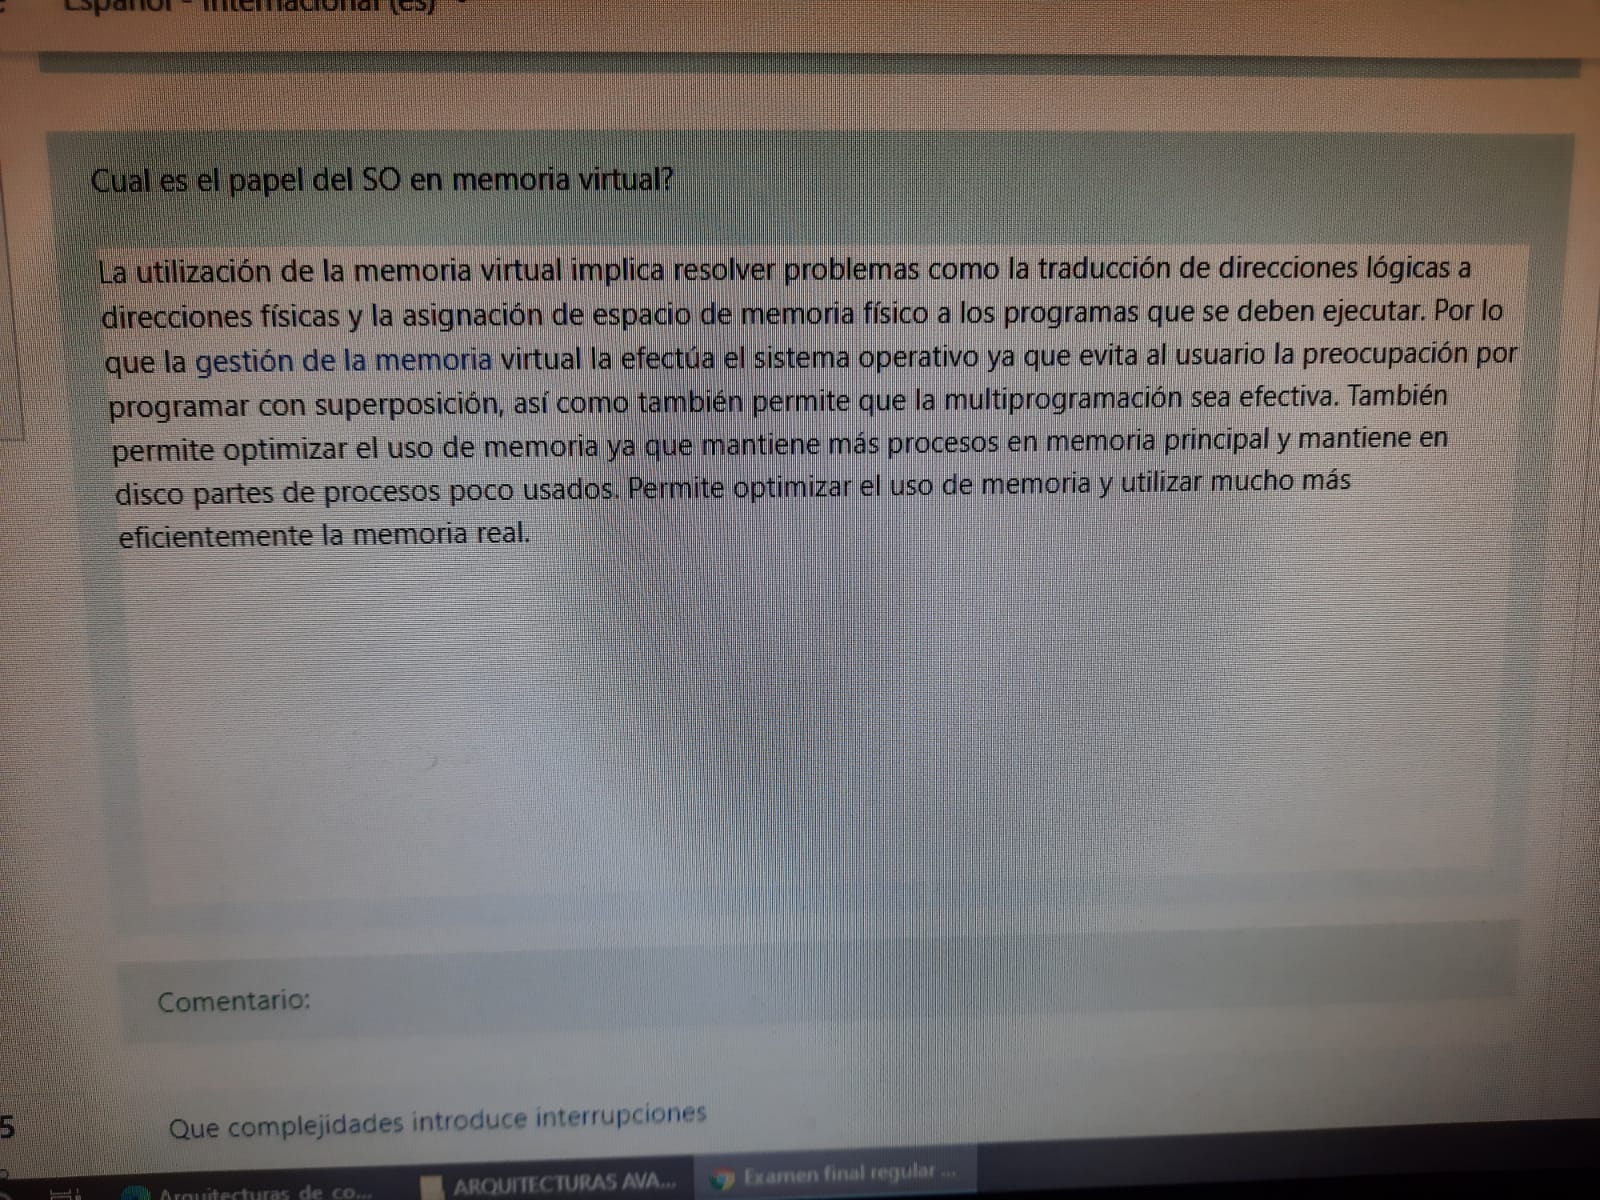 Español - Internacional (es)
Cual es el papel del SO en memoria virtual?
La utilización de la memoria virtual implica resolver problemas como la traducción de direcciones lógicas a
direcciones físicas y la asignación de espacio de memoria físico a los programas que se deben ejecutar. Por lo
que la gestión de la memoria virtual la efectúa el sistema operativo ya que evita al usuario la preocupación por
programar con superposición, así como también permite que la multiprogramación sea efectiva. También
permite optimizar el uso de memoria ya que mantiene más procesos en memoria principal y mantiene en
disco partes de procesos poco usados. Permite optimizar el uso de memoria y utilizar mucho más
eficientemente la memoria real.
Comentario:
5
Que complejidades introduce interrupciones
Arquitecturas de co... ARQUITECTURAS AVA... Examen final regular ...